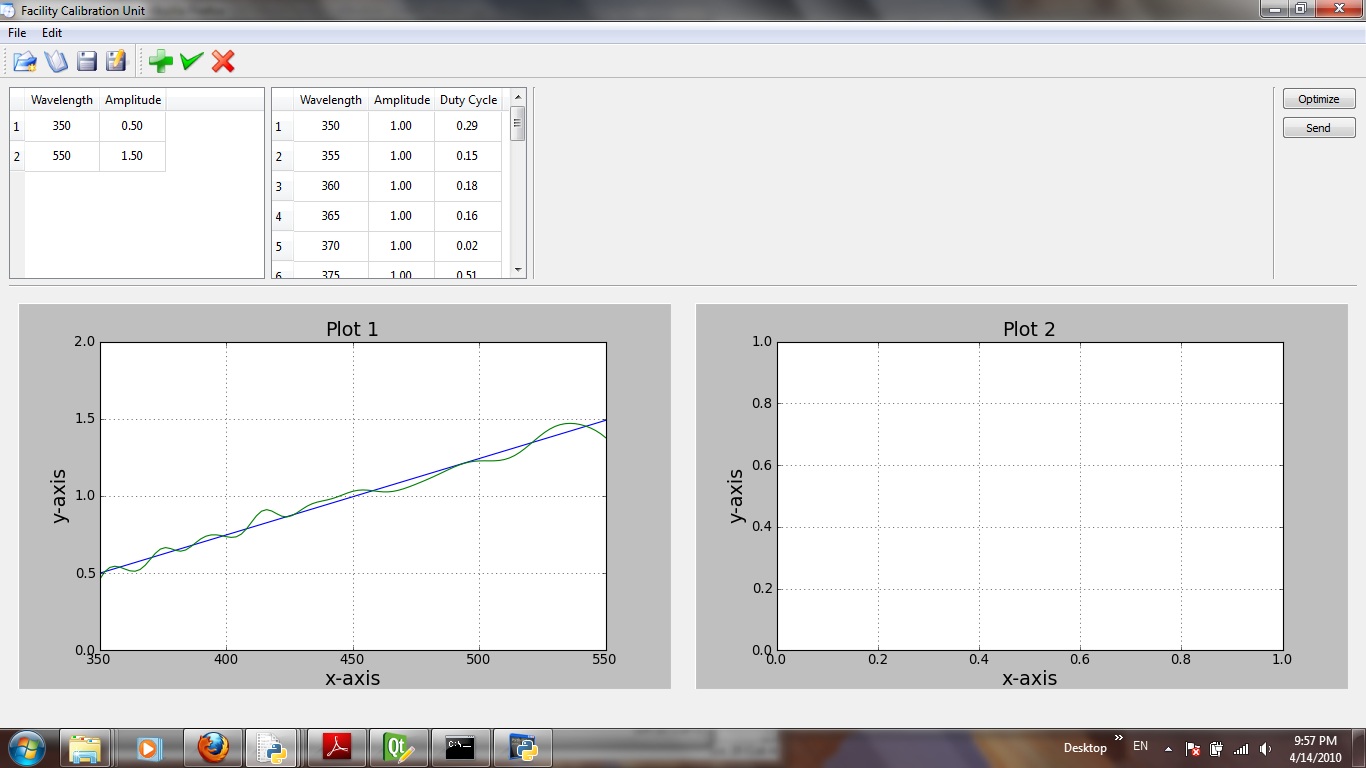 Facility Calibration Unit
File Edit
Wavelength Amplitude
1 350 0.50
2 550 1.50
Wavelength Amplitude Duty Cycle
1 350 1.00 0.29
2 355 1.00 0.15
3 360 1.00 0.18
4 365 1.00 0.16
5 370 1.00 0.02
6 375 1.00 0.51
Optimize
Send
Plot 1
2.0
1.5
1.0
0.5
0.0
y-axis
350 400 450 500 550
x-axis
Plot 2
1.0
0.8
0.6
0.4
0.2
0.0
y-axis
0.0 0.2 0.4 0.6 0.8 1.0
x-axis
Qt
C:\
Desktop » EN
9:57 PM
4/14/2010